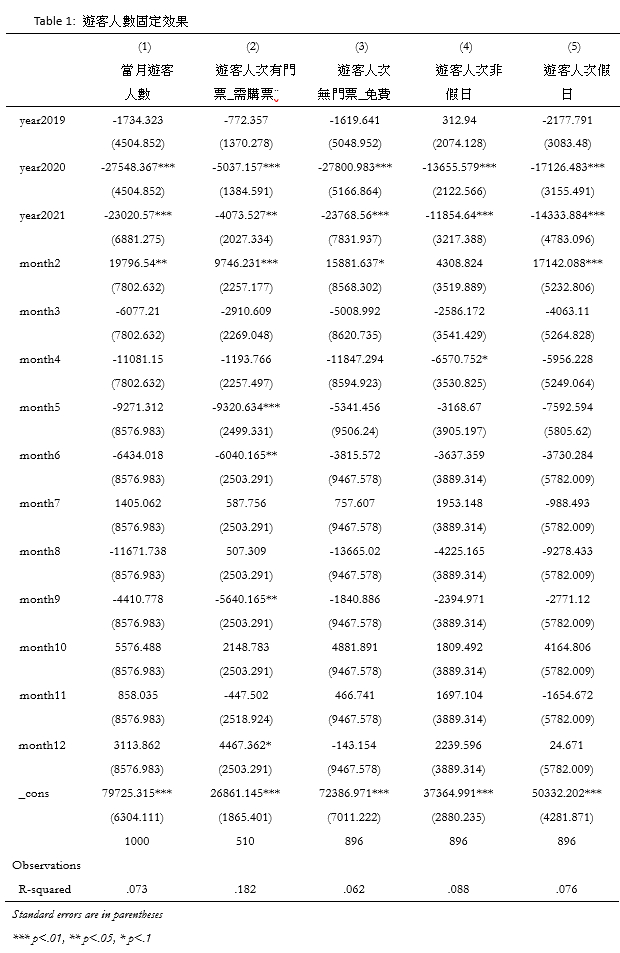 Table 1: 遊客人數固定效果
(1) (2) (3) (4) (5)
當月遊客 遊客人次有門 遊客人次 遊客人次非 遊客人次假
人數 票_需購票 無門票_免費 假日 日
year2019 -1734.323 -772.357 -1619.641 312.94 -2177.791
(4504.852) (1370.278) (5048.952) (2074.128) (3083.48)
year2020 -27548.367*** -5037.157*** -27800.983*** -13655.579*** -17126.483***
(4504.852) (1384.591) (5166.864) (2122.566) (3155.491)
year2021 -23020.57*** -4073.527** -23768.56*** -11854.64*** -14333.884***
(6881.275) (2027.334) (7831.937) (3217.388) (4783.096)
month2 19796.54** 9746.231*** 15881.637* 4308.824 17142.088***
(7802.632) (2257.177) (8568.302) (3519.889) (5232.806)
month3 -6077.21 -2910.609 -5008.992 -2586.172 -4063.11
(7802.632) (2269.048) (8620.735) (3541.429) (5264.828)
month4 -11081.15 -1193.766 -11847.294 -6570.752* -5956.228
(7802.632) (2257.497) (8594.923) (3530.825) (5249.064)
month5 -9271.312 -9320.634*** -5341.456 -3168.67 -7592.594
(8576.983) (2499.331) (9506.24) (3905.197) (5805.62)
month6 -6434.018 -6040.165** -3815.572 -3637.359 -3730.284
(8576.983) (2503.291) (9467.578) (3889.314) (5782.009)
month7 1405.062 587.756 757.607 1953.148 -988.493
(8576.983) (2503.291) (9467.578) (3889.314) (5782.009)
month8 -11671.738 507.309 -13665.02 -4225.165 -9278.433
(8576.983) (2503.291) (9467.578) (3889.314) (5782.009)
month9 -4410.778 -5640.165** -1840.886 -2394.971 -2771.12
(8576.983) (2503.291) (9467.578) (3889.314) (5782.009)
month10 5576.488 2148.783 4881.891 1809.492 4164.806
(8576.983) (2503.291) (9467.578) (3889.314) (5782.009)
month11 858.035 -447.502 466.741 1697.104 -1654.672
(8576.983) (2518.924) (9467.578) (3889.314) (5782.009)
month12 3113.862 4467.362* -143.154 2239.596 24.671
(8576.983) (2503.291) (9467.578) (3889.314) (5782.009)
_cons 79725.315*** 26861.145*** 72386.971*** 37364.991*** 50332.202***
(6304.111) (1865.401) (7011.222) (2880.235) (4281.871)
1000 510 896 896 896
Observations
R-squared .073 .182 .062 .088 .076
Standard errors are in parentheses
*** p<.01, ** p<.05, * p<.1